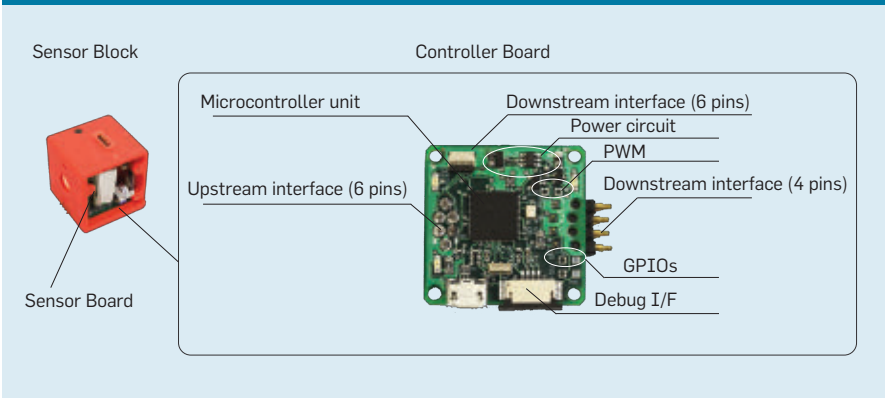 Sensor Block
Controller Board
Microcontroller unit
Downstream interface (6 pins)
Power circuit
PWM
Upstream interface (6 pins)
Downstream interface (4 pins)
GPIOs
Sensor Board
Debug I/F